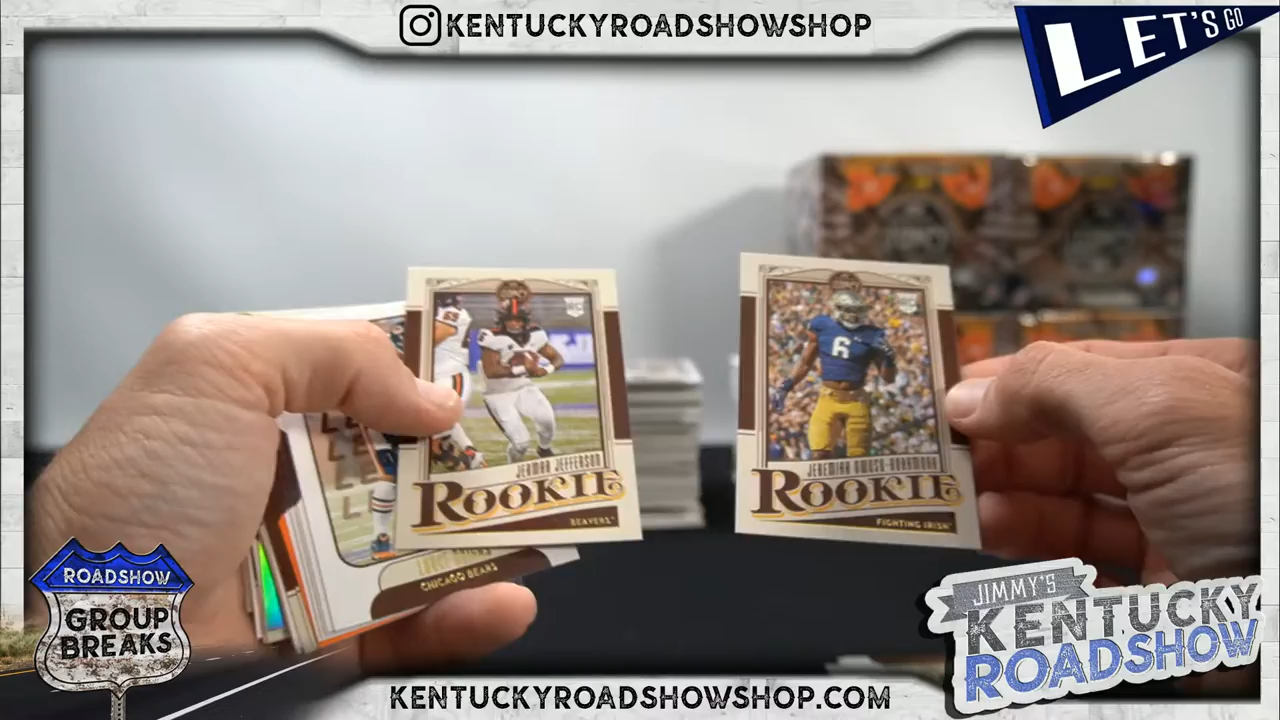 KENTUCKYROADSHOWSHOP
LET'S GO
JERMAR JEFFERSON
ROOKIE
BEAVERS
JEREMIAH OWUSU-KORAMOAH
ROOKIE
FIGHTING IRISH
6
CHICAGO BEARS
ROADSHOW
GROUP
BREAKS
JIMMY'S
KENTUCKY
ROADSHOW
KENTUCKYROADSHOWSHOP.COM